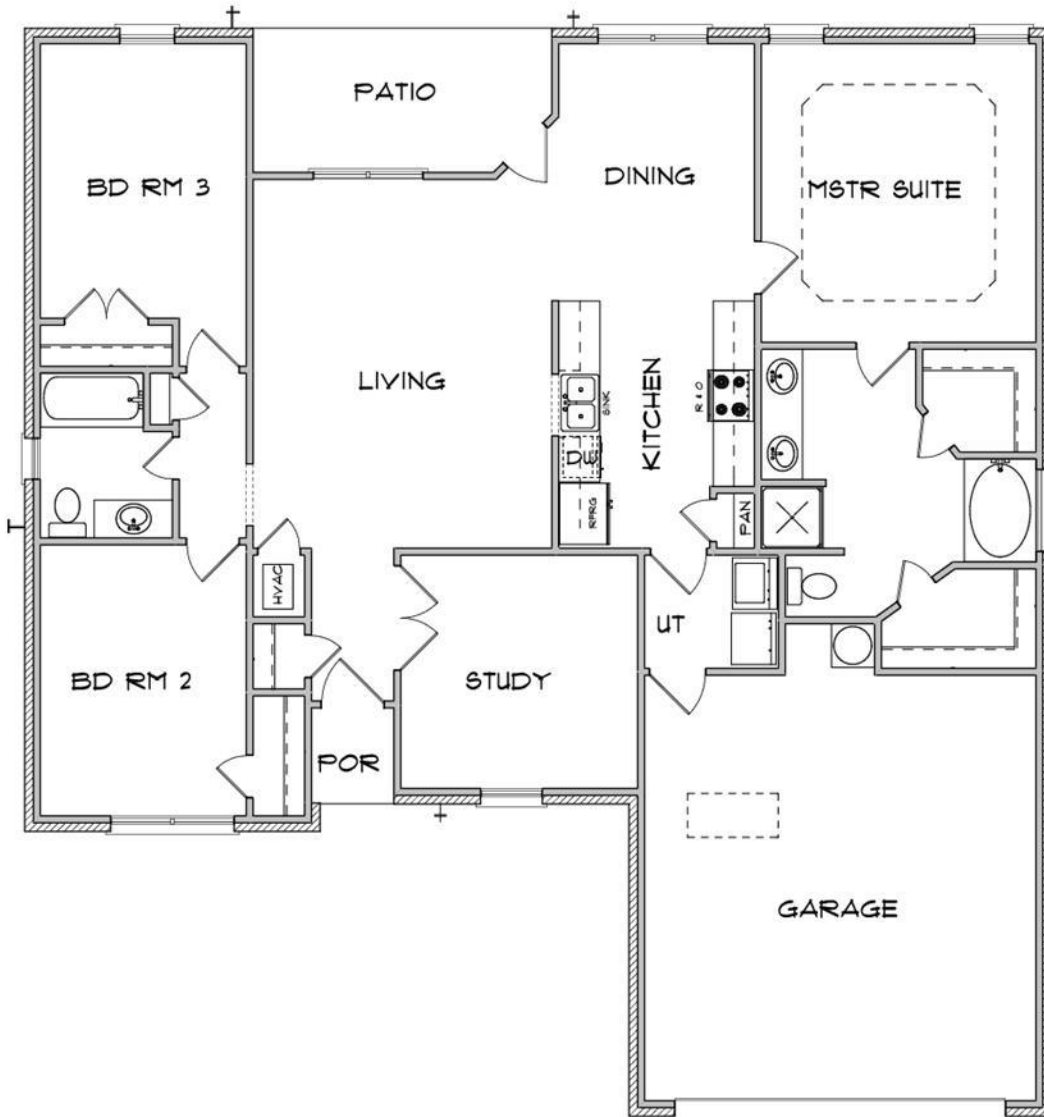 PATIO
BD RM 3
DINING
MSTR SUITE
LIVING
KITCHEN
SINK
R & O
DW
RFRG
PAN
HVAC
UT
BD RM 2
STUDY
POR
GARAGE